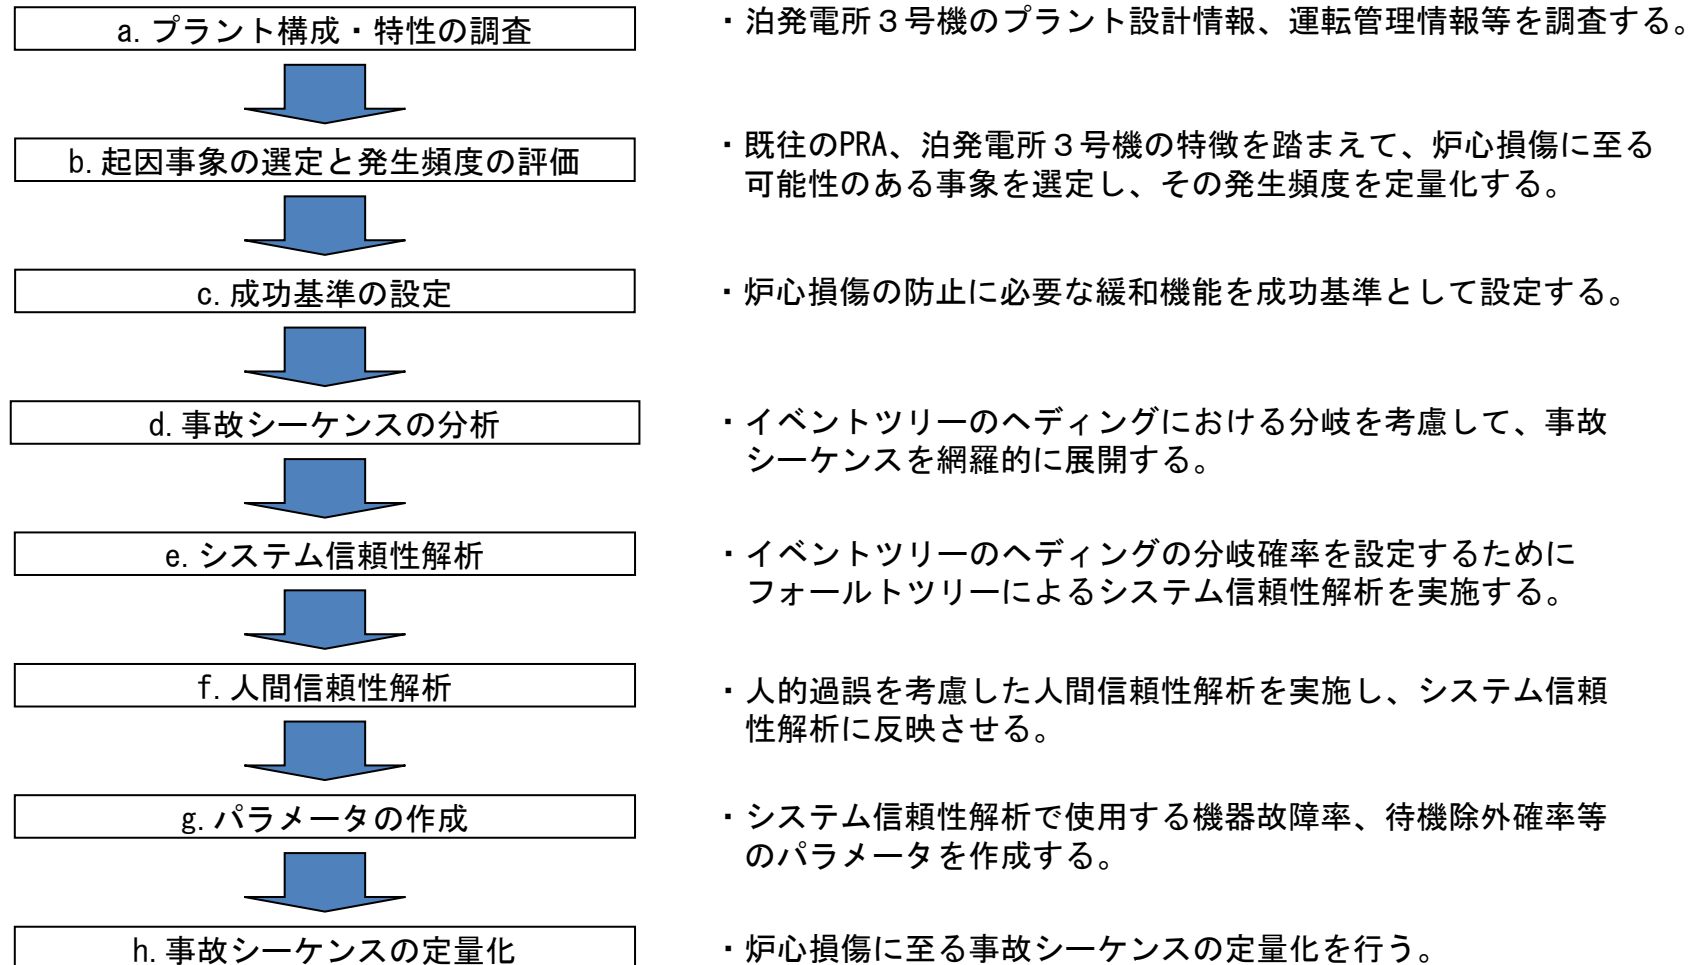 a.プラント構成・特性の調査
・泊発電所３号機のプラント設計情報、運転管理情報等を調査する。
b.起因事象の選定と発生頻度の評価
・既往のPRA、泊発電所３号機の特徴を踏まえて、炉心損傷に至る
可能性のある事象を選定し、その発生頻度を定量化する。
c.成功基準の設定
・炉心損傷の防止に必要な緩和機能を成功基準として設定する。
d.事故シーケンスの分析
・イベントツリーのヘディングにおける分岐を考慮して、事故
シーケンスを網羅的に展開する。
e.システム信頼性解析
・イベントツリーのヘディングの分岐確率を設定するために
フォールトツリーによるシステム信頼性解析を実施する。
f.人間信頼性解析
・人的過誤を考慮した人間信頼性解析を実施し、システム信頼
性解析に反映させる。
g.パラメータの作成
・システム信頼性解析で使用する機器故障率、待機除外確率等
のパラメータを作成する。
h.事故シーケンスの定量化
・炉心損傷に至る事故シーケンスの定量化を行う。